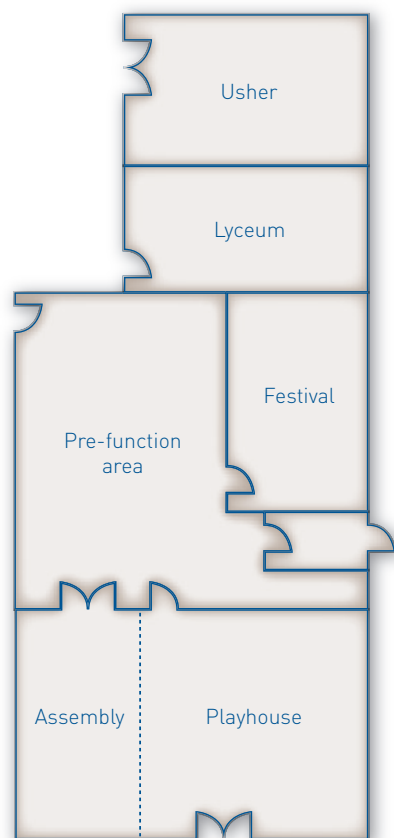 Usher
Lyceum
Festival
Pre-function
area
Assembly
Playhouse